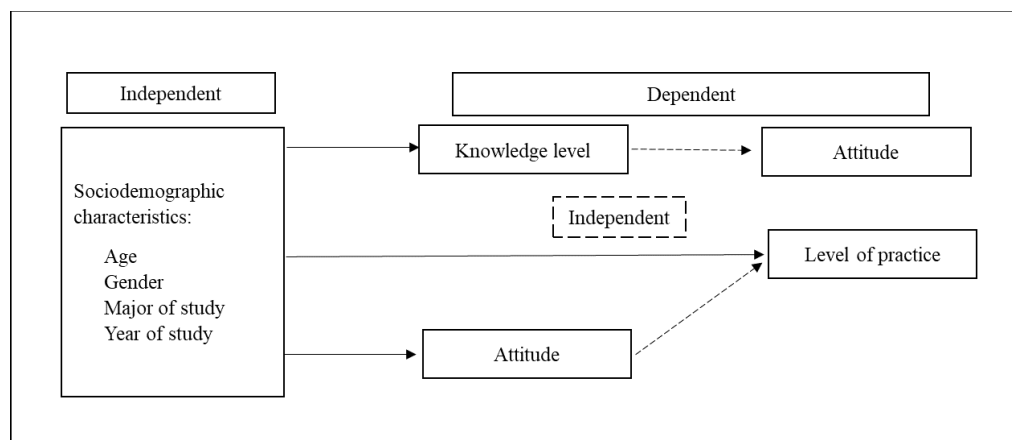 Independent
Dependent
Sociodemographic
characteristics:
Age
Gender
Major of study
Year of study
Knowledge level
Attitude
Independent
Level of practice
Attitude